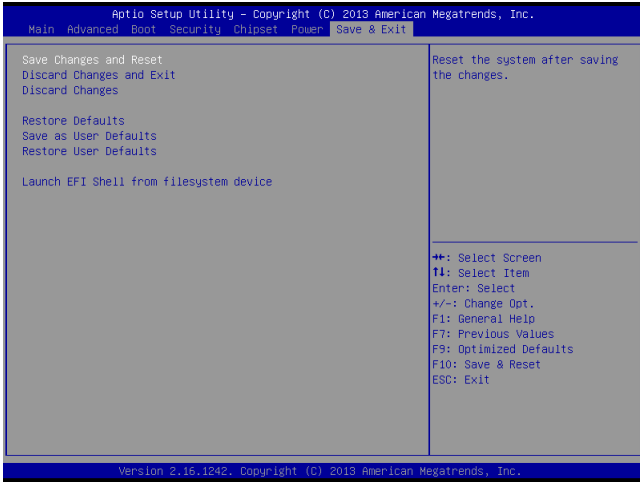 Aptio Setup Utility – Copyright (C) 2013 American Megatrends, Inc.
Main Advanced Boot Security Chipset Power Save & Exit
Save Changes and Reset
Discard Changes and Exit
Discard Changes
Restore Defaults
Save as User Defaults
Restore User Defaults
Launch EFI Shell from filesystem device
Reset the system after saving
the changes.
→←: Select Screen
↑↓: Select Item
Enter: Select
+/-: Change Opt.
F1: General Help
F7: Previous Values
F9: Optimized Defaults
F10: Save & Reset
ESC: Exit
Version 2.16.1242. Copyright (C) 2013 American Megatrends, Inc.